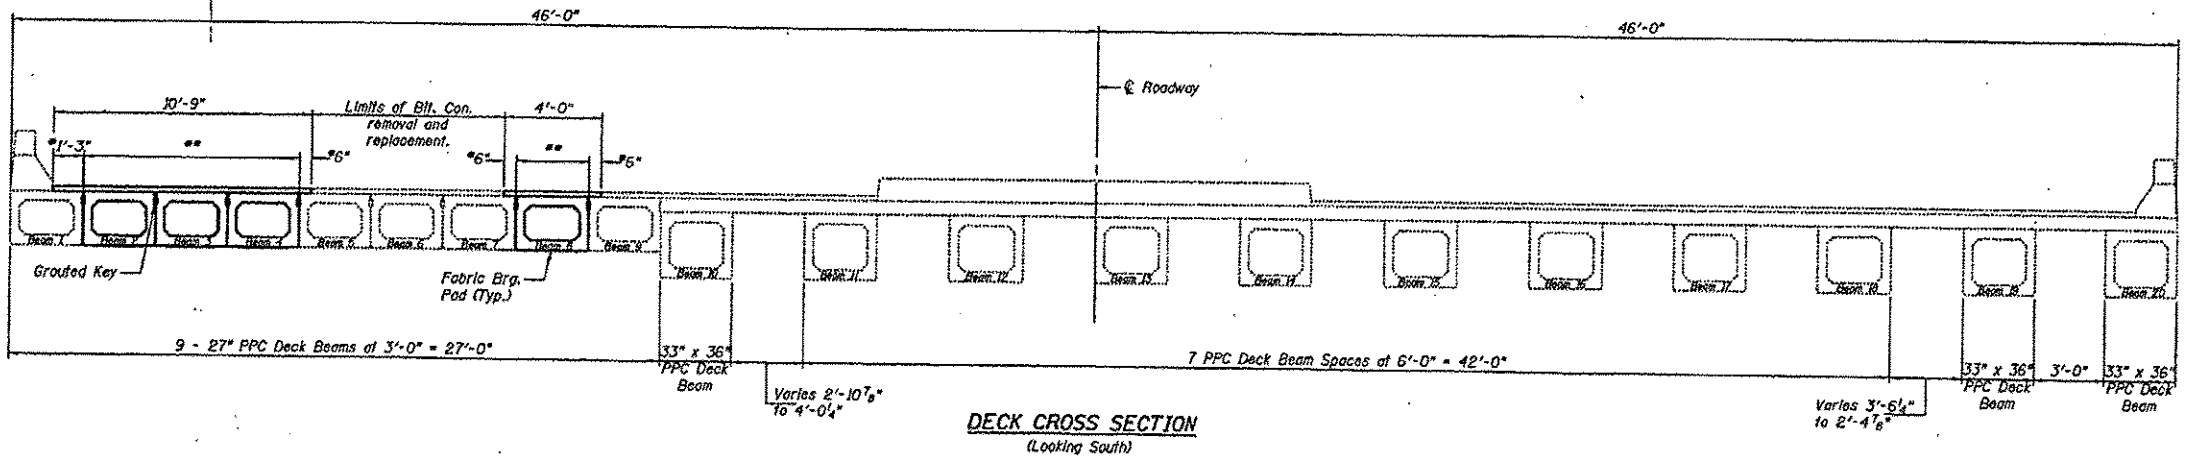 46'-0"
46'-0"
℄ Roadway
10'-9"
Limits of Bit. Con.
removal and
replacement.
4'-0"
*1'-3"
**
*6"
*6"
**
*6"
Beam 1
Beam 2
Beam 3
Beam 4
Beam 5
Beam 6
Beam 7
Beam 8
Beam 9
Beam 10
Beam 11
Beam 12
Beam 13
Beam 14
Beam 15
Beam 16
Beam 17
Beam 18
Beam 19
Beam 20
Grouted Key
Fabric Brg.
Pad (Typ.)
9 - 27" PPC Deck Beams at 3'-0" = 27'-0"
33" x 36"
PPC Deck
Beam
Varies 2'-10⅞"
to 4'-0¼"
7 PPC Deck Beam Spaces at 6'-0" = 42'-0"
Varies 3'-6¼"
to 2'-4⅞"
33" x 36"
PPC Deck
Beam
3'-0"
33" x 36"
PPC Deck
Beam
DECK CROSS SECTION
(Looking South)